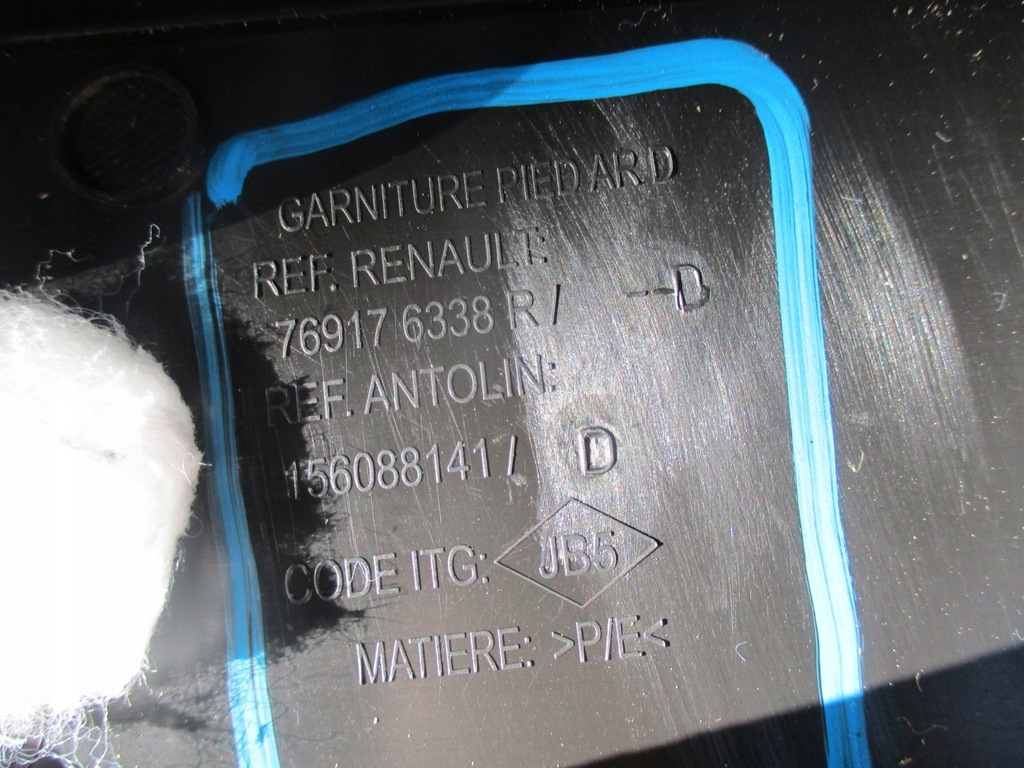 GARNITURE PIED AR D
REF. RENAULT:
76917 6338 R / --D
REF. ANTOLIN:
156088141 / D
CODE ITG: JB5
MATIERE: >P/E<